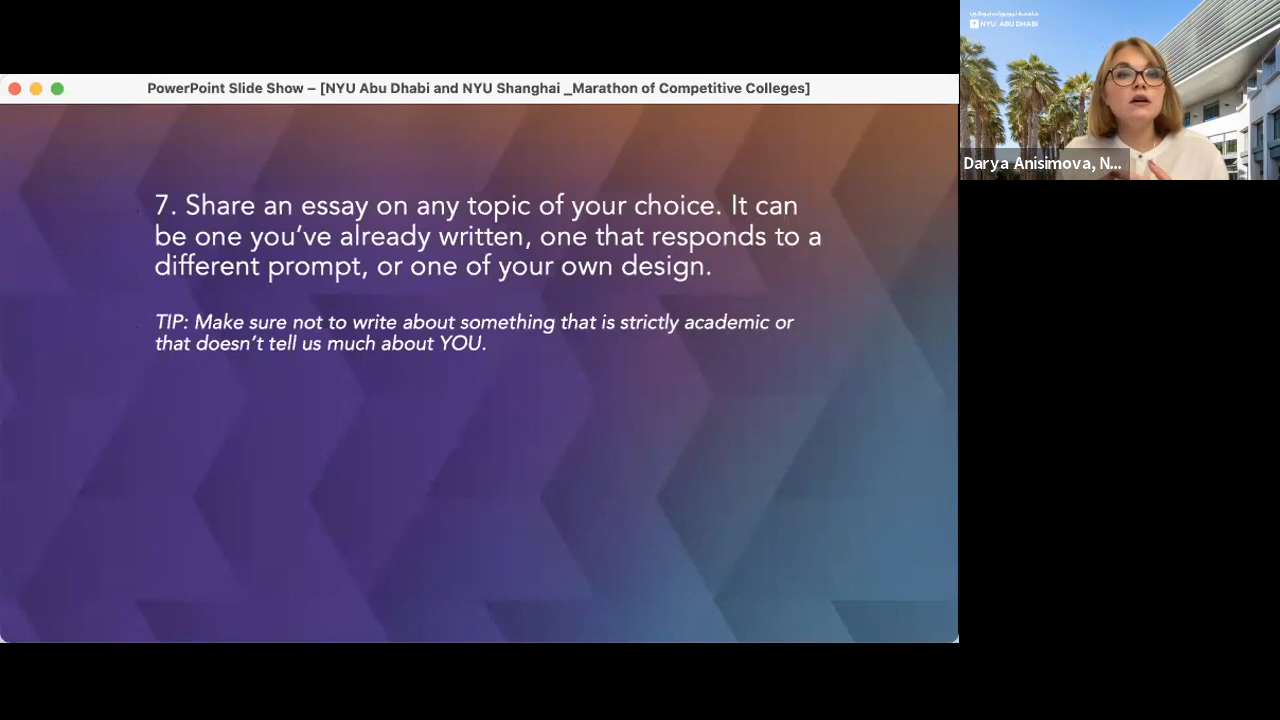 PowerPoint Slide Show – [NYU Abu Dhabi and NYU Shanghai _Marathon of Competitive Colleges]
7. Share an essay on any topic of your choice. It can
be one you’ve already written, one that responds to a
different prompt, or one of your own design.
TIP: Make sure not to write about something that is strictly academic or
that doesn’t tell us much about YOU.
NYU ABU DHABI
Darya Anisimova, N...